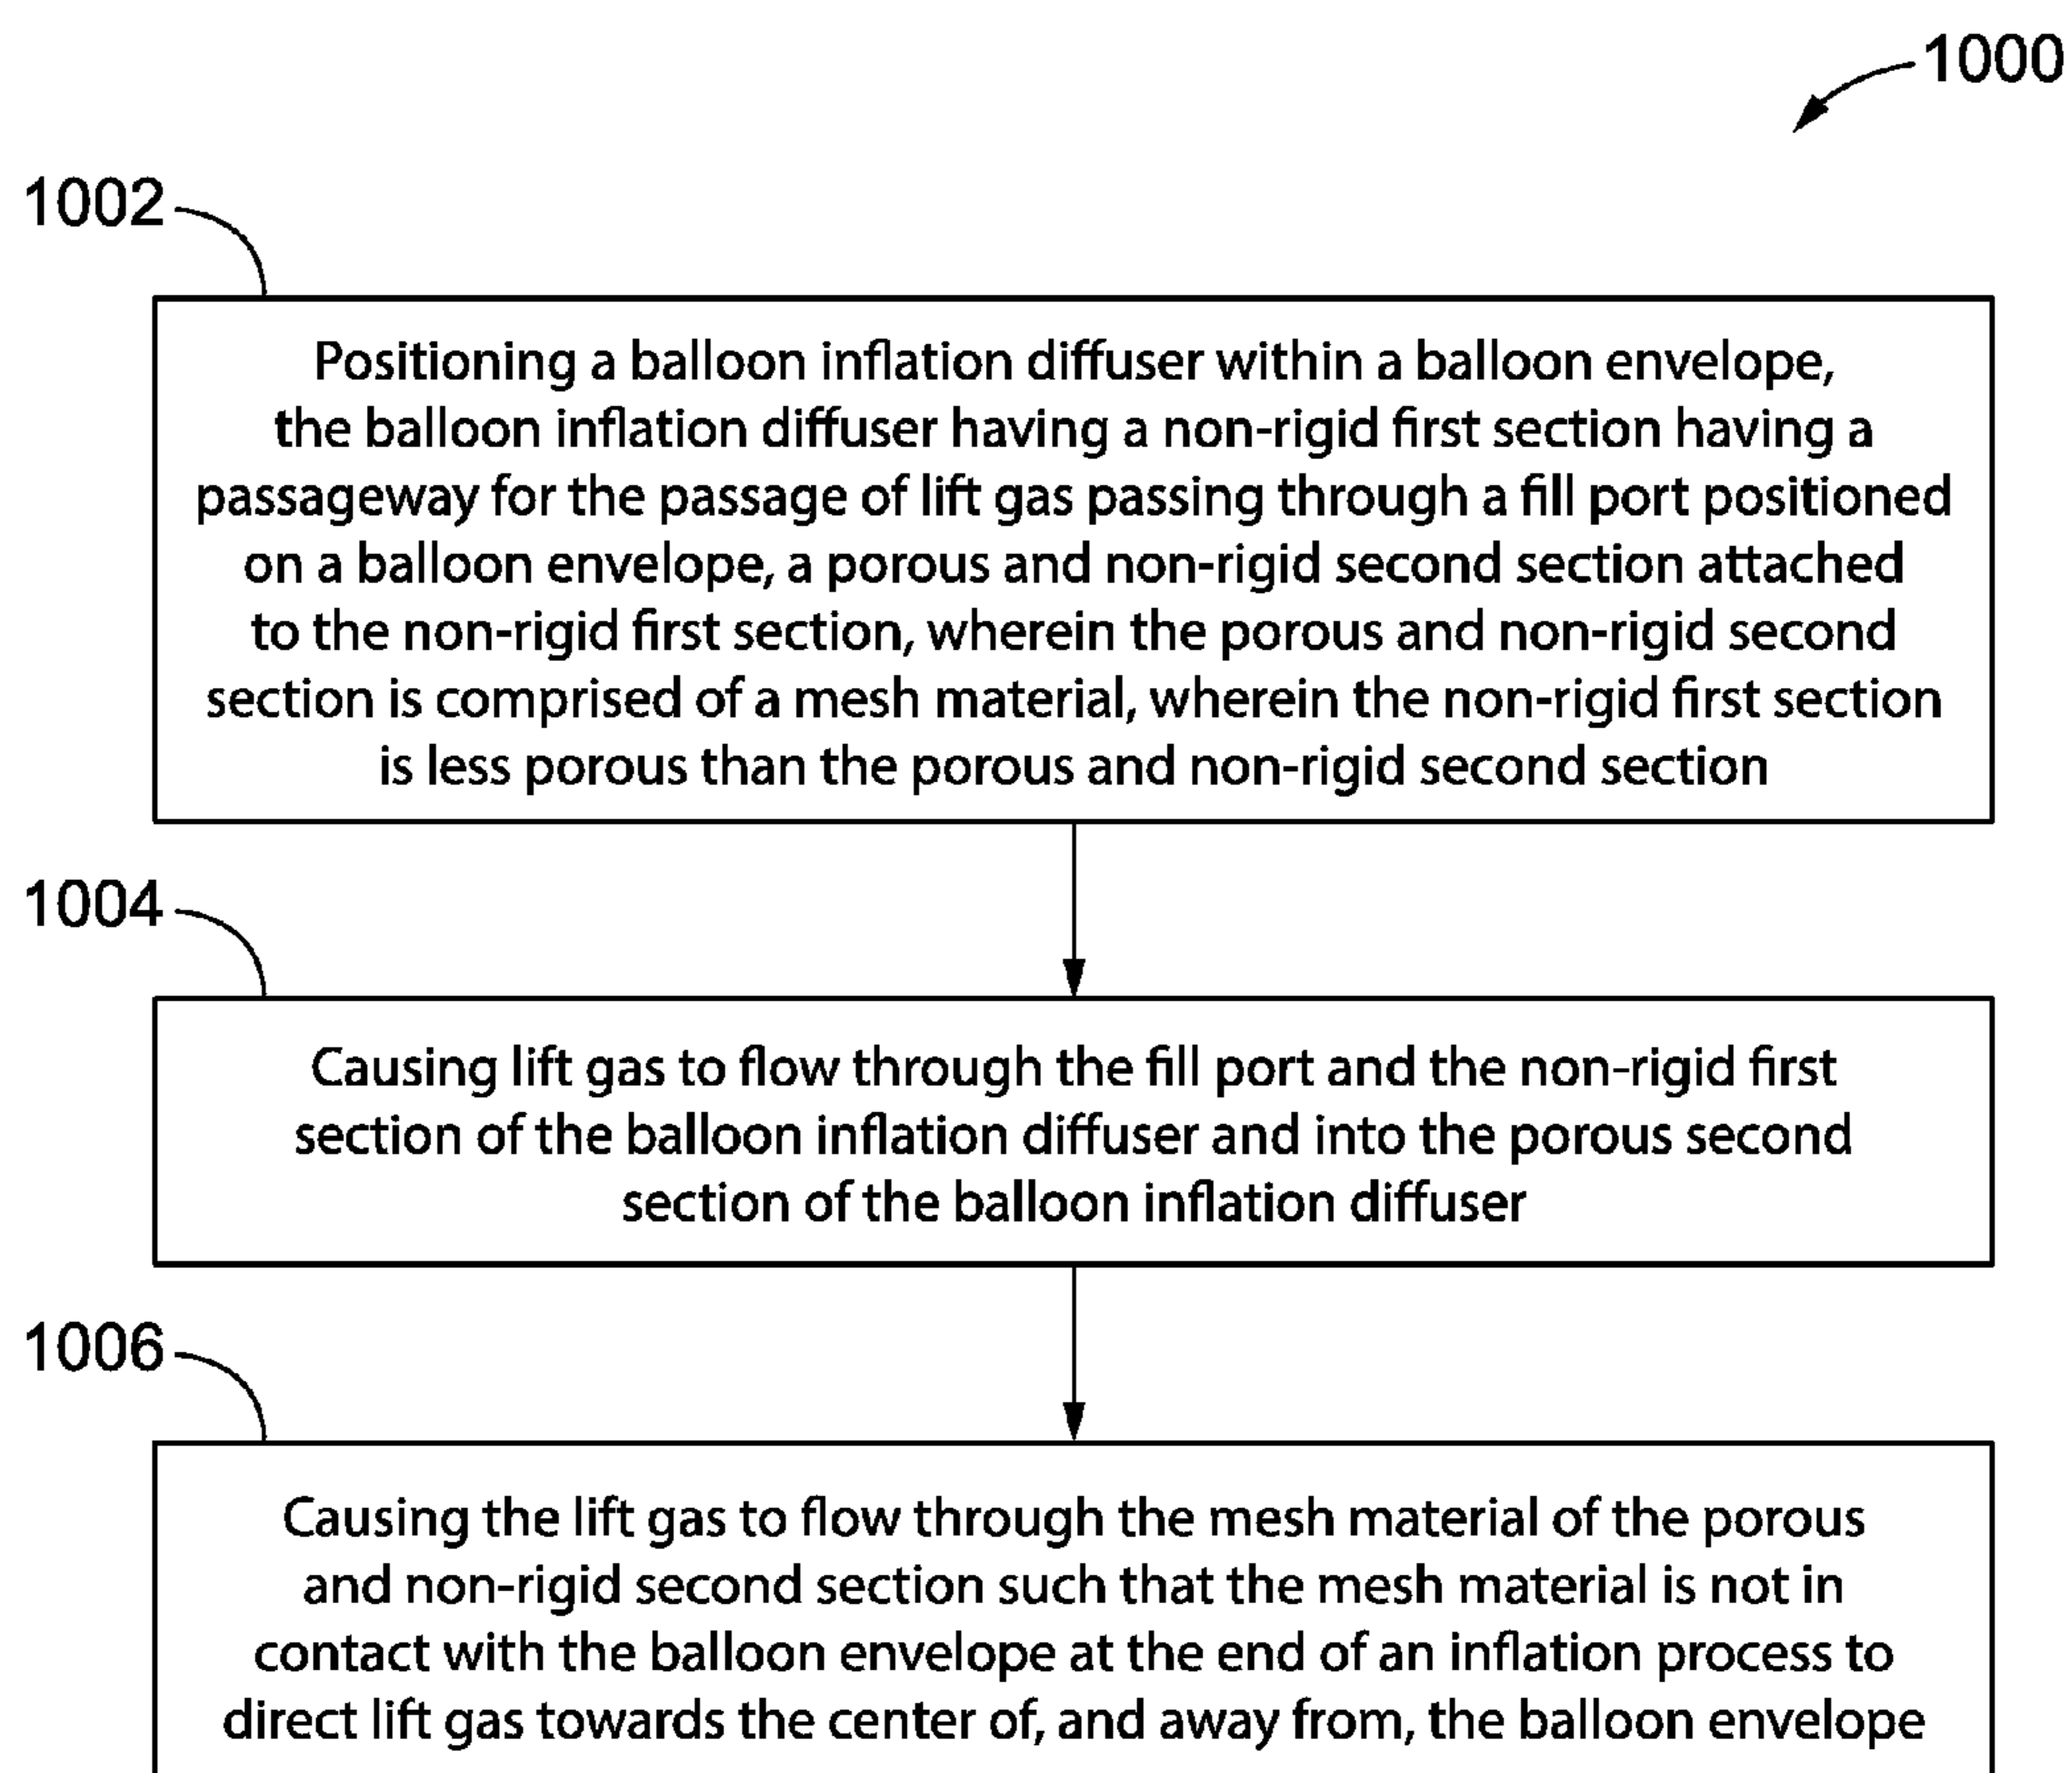 1000
1002
Positioning a balloon inflation diffuser within a balloon envelope,
the balloon inflation diffuser having a non-rigid first section having a
passageway for the passage of lift gas passing through a fill port positioned
on a balloon envelope, a porous and non-rigid second section attached
to the non-rigid first section, wherein the porous and non-rigid second
section is comprised of a mesh material, wherein the non-rigid first section
is less porous than the porous and non-rigid second section
1004
Causing lift gas to flow through the fill port and the non-rigid first
section of the balloon inflation diffuser and into the porous second
section of the balloon inflation diffuser
1006
Causing the lift gas to flow through the mesh material of the porous
and non-rigid second section such that the mesh material is not in
contact with the balloon envelope at the end of an inflation process to
direct lift gas towards the center of, and away from, the balloon envelope